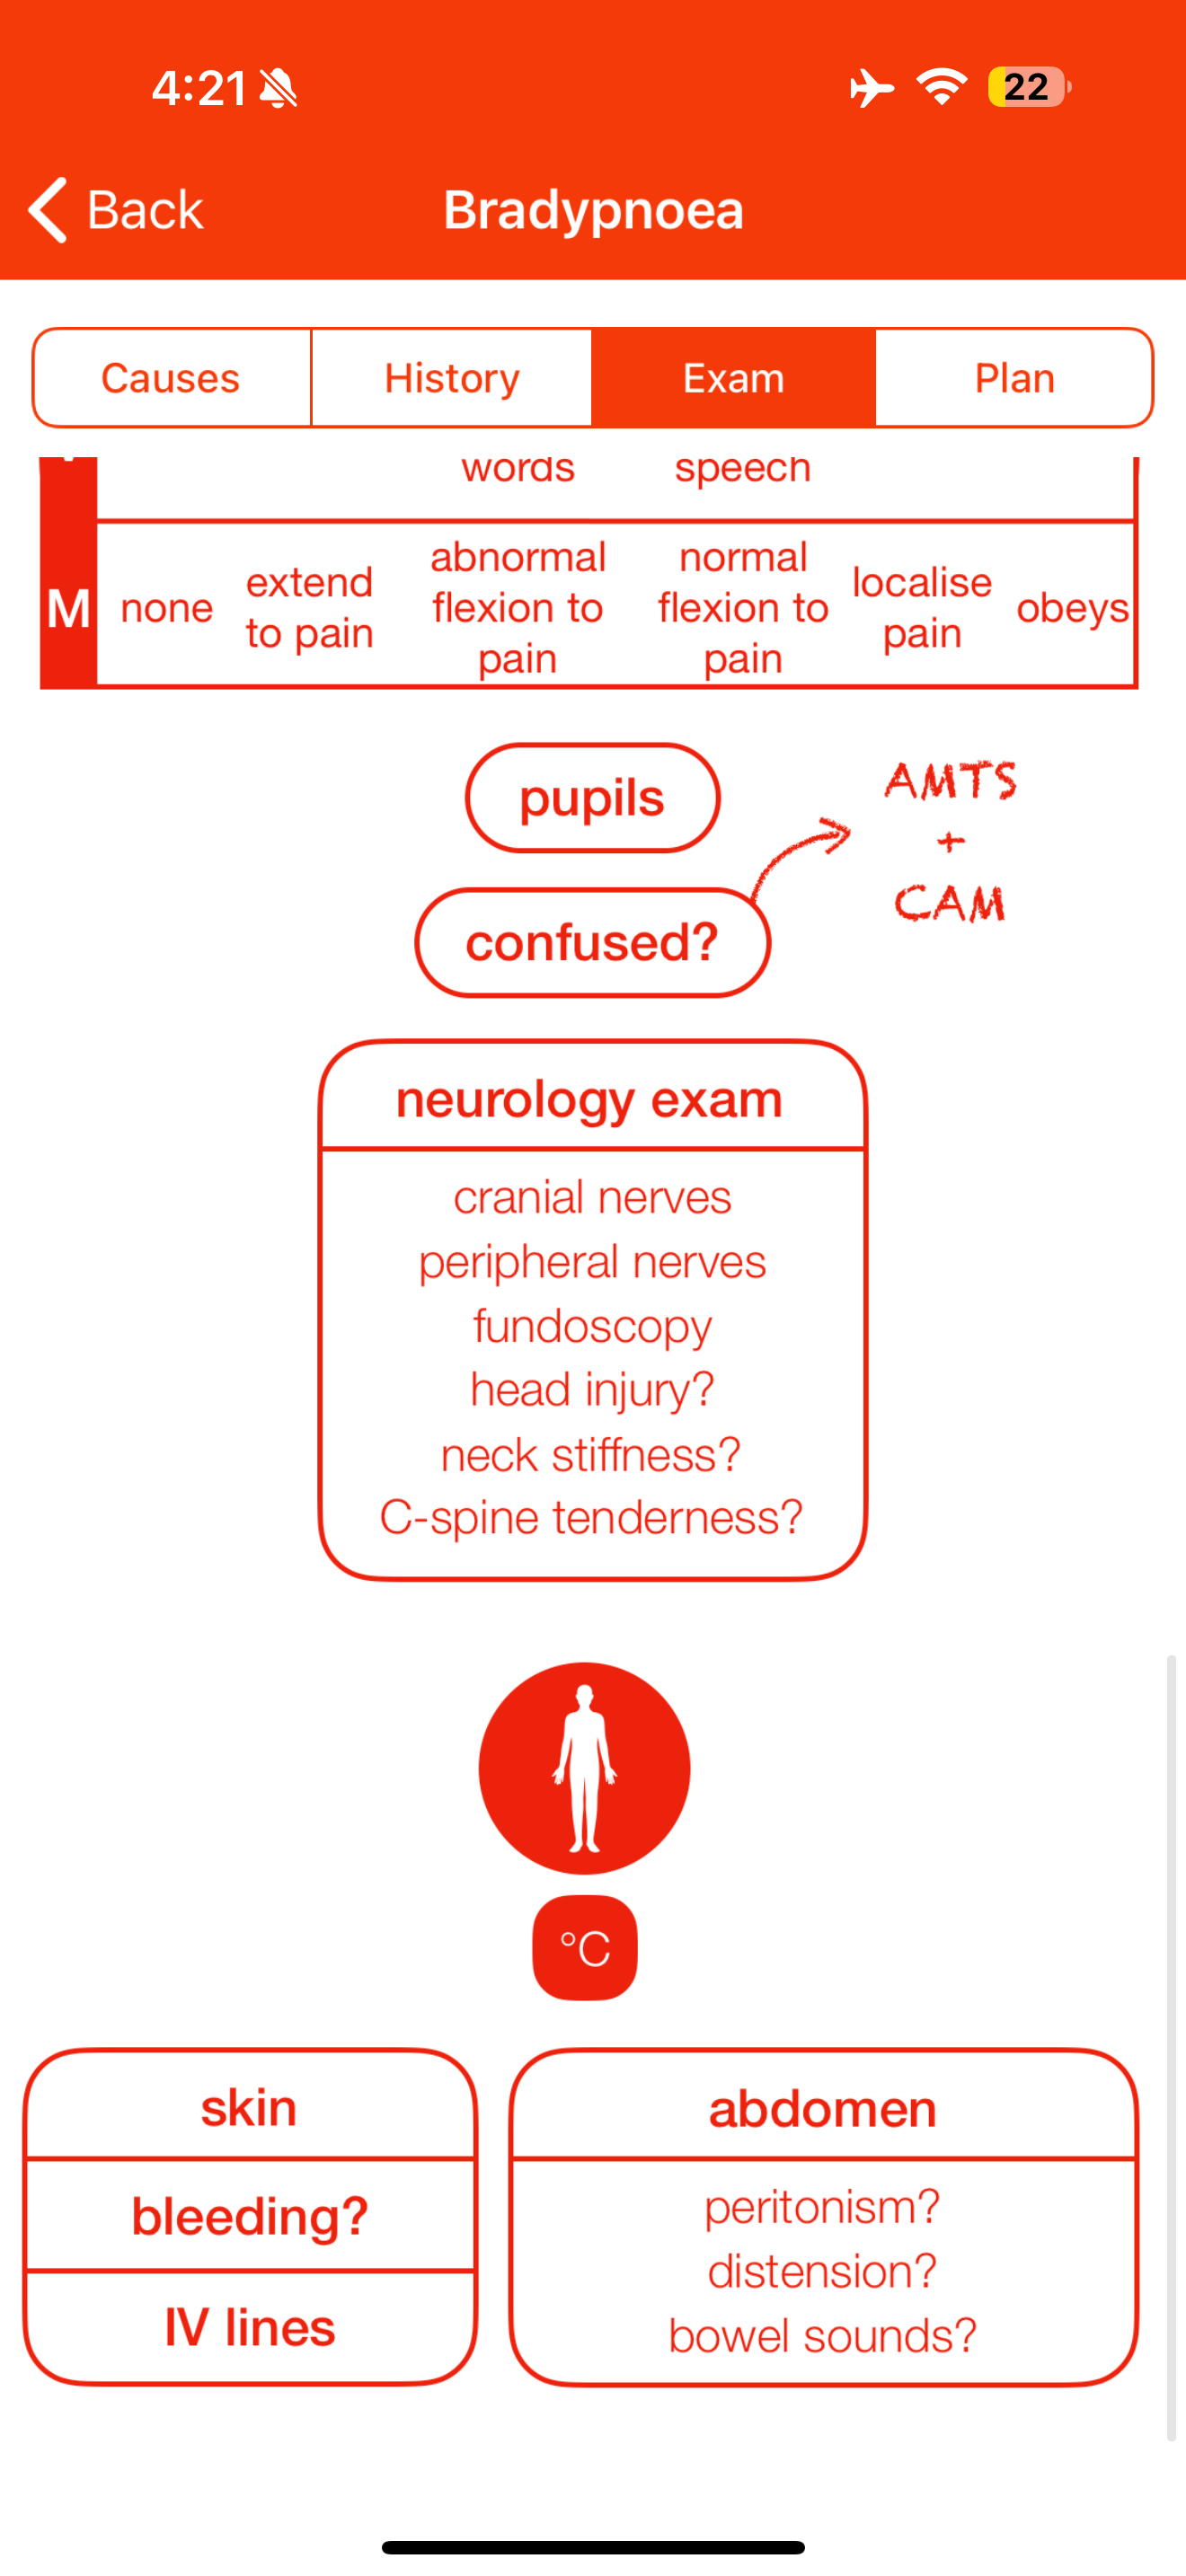 4:21
22
Back
Bradypnoea
Causes
History
Exam
Plan
words
speech
M
none
extend
to pain
abnormal
flexion to
pain
normal
flexion to
pain
localise
pain
obeys
pupils
AMTS
+
CAM
confused?
neurology exam
cranial nerves
peripheral nerves
fundoscopy
head injury?
neck stiffness?
C-spine tenderness?
°C
skin
bleeding?
IV lines
abdomen
peritonism?
distension?
bowel sounds?